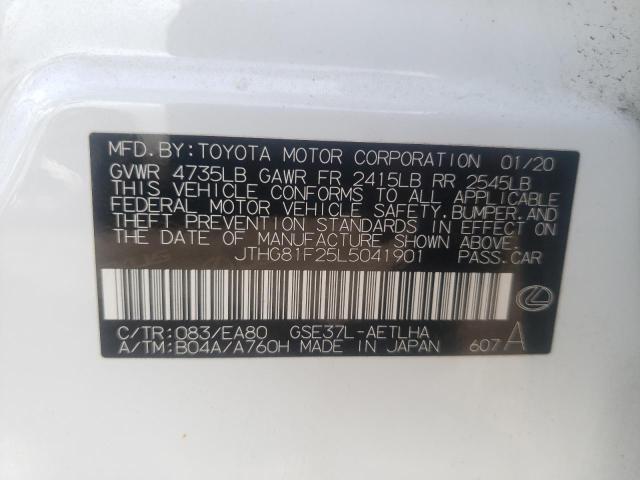 MFD. BY: TOYOTA MOTOR CORPORATION 01/20
GVWR 4735LB GAWR FR 2415LB RR 2545LB
THIS VEHICLE CONFORMS TO ALL APPLICABLE
FEDERAL MOTOR VEHICLE SAFETY, BUMPER, AND
THEFT PREVENTION STANDARDS IN EFFECT ON
THE DATE OF MANUFACTURE SHOWN ABOVE.
JTHG81F25L5041901 PASS. CAR
C/TR: 083/EA80 GSE37L-AETLHA
A/TM: B04A/A760H MADE IN JAPAN 607 A